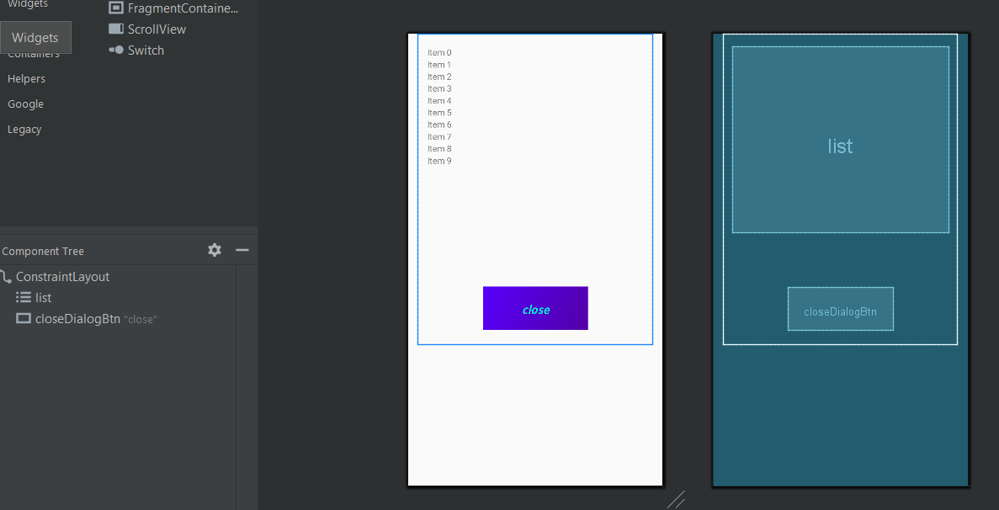 Widgets
Widgets
Containers
Helpers
Google
Legacy
FragmentContaine...
ScrollView
Switch
Component Tree
ConstraintLayout
list
closeDialogBtn "close"
Item 0
Item 1
Item 2
Item 3
Item 4
Item 5
Item 6
Item 7
Item 8
Item 9
close
list
closeDialogBtn